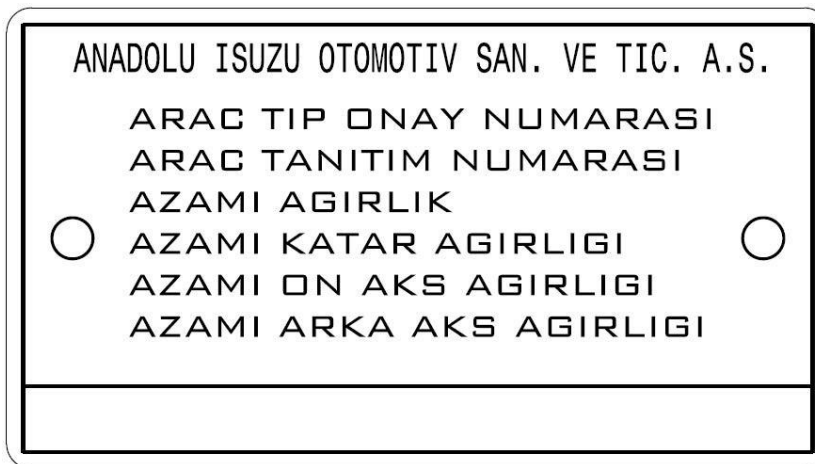 ANADOLU ISUZU OTOMOTIV SAN. VE TIC. A.S.
ARAC TIP ONAY NUMARASI
ARAC TANITIM NUMARASI
AZAMI AGIRLIK
AZAMI KATAR AGIRLIGI
AZAMI ON AKS AGIRLIGI
AZAMI ARKA AKS AGIRLIGI